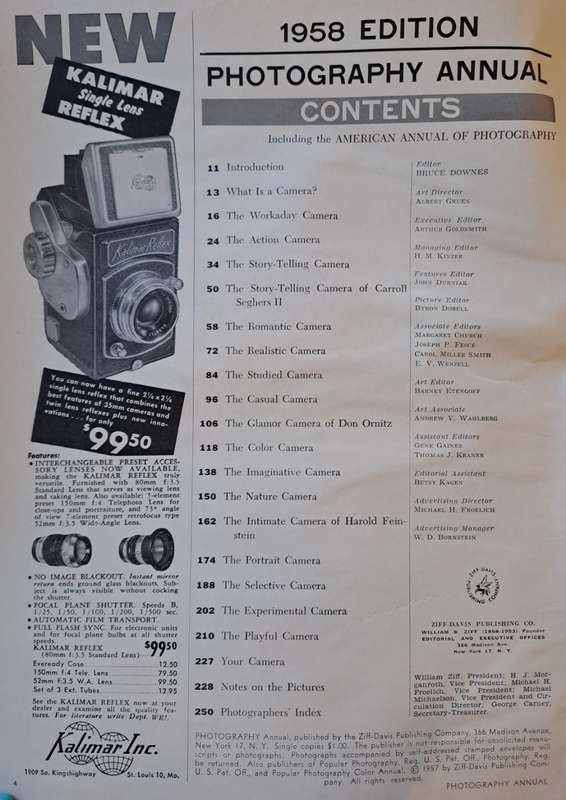 NEW
KALIMAR
Single Lens
REFLEX
Kalimar Reflex
You can now have a fine 2¼ x 2¼
single lens reflex that combines the
best features of 35mm cameras and
twin lens reflexes plus new inno-
vations . . . for only
$99.50
Features:
• INTERCHANGEABLE PRESET ACCES-
SORY LENSES NOW AVAILABLE,
making the KALIMAR REFLEX truly
versatile. Furnished with 80mm f:3.5
Standard Lens that serves as viewing lens
and taking lens. Also available: 5-element
preset 150mm f:4 Telephoto Lens for
close-ups and portraiture, and 73° angle
of view 7-element preset retrofocus type
52mm f:3.5 Wide-Angle Lens.
• NO IMAGE BLACKOUT. Instant mirror
return ends ground glass blackouts. Sub-
ject is always visible without cocking
the shutter.
• FOCAL PLANE SHUTTER. Speeds B,
1/25, 1/50, 1/100, 1/200, 1/500 sec.
• AUTOMATIC FILM TRANSPORT.
• FULL FLASH SYNC. For electronic units
and for focal plane bulbs at all shutter
speeds.
KALIMAR REFLEX
(80mm f:3.5 Standard Lens) $99.50
Eveready Case 12.50
150mm f:4 Tele. Lens 79.50
52mm f:3.5 W.A. Lens 99.50
Set of 3 Ext. Tubes 12.95
See the KALIMAR REFLEX now at your
dealer and examine all the quality fea-
tures. For literature write Dept. WE!
Kalimar Inc.
1909 So. Kingshighway St. Louis 10, Mo.
4
1958 EDITION
PHOTOGRAPHY ANNUAL
CONTENTS
Including the AMERICAN ANNUAL OF PHOTOGRAPHY
11 Introduction
13 What Is a Camera?
16 The Workaday Camera
24 The Action Camera
34 The Story-Telling Camera
50 The Story-Telling Camera of Carroll
Seghers II
58 The Romantic Camera
72 The Realistic Camera
84 The Studied Camera
96 The Casual Camera
106 The Glamor Camera of Don Ornitz
118 The Color Camera
138 The Imaginative Camera
150 The Nature Camera
162 The Intimate Camera of Harold Fein-
stein
174 The Portrait Camera
188 The Selective Camera
202 The Experimental Camera
210 The Playful Camera
227 Your Camera
228 Notes on the Pictures
250 Photographers' Index
Editor
BRUCE DOWNES
Art Director
ALBERT GRUEN
Executive Editor
ARTHUR GOLDSMITH
Managing Editor
H. M. KINZER
Features Editor
JOHN DURNIAK
Picture Editor
BYRON DOBELL
Associate Editors
MARGARET CHURCH
JOSEPH P. FESCE
CAROL MILLER SMITH
E. V. WENZELL
Art Editor
BARNEY ETENGOFF
Art Associate
ANDREW V. WAHLBERG
Assistant Editors
GENE GAINES
THOMAS J. KRANER
Editorial Assistant
BETSY KAGEN
Advertising Director
MICHAEL H. FROELICH
Advertising Manager
W. D. BORNSTEIN
ZIFF-DAVIS
PUBLISHING COMPANY
ZIFF-DAVIS PUBLISHING CO.
WILLIAM B. ZIFF (1898-1953) Founder
EDITORIAL AND EXECUTIVE OFFICES
366 Madison Ave.
New York 17, N. Y.
William Ziff, President; H. J. Mor-
ganroth, Vice President; Michael H.
Froelich, Vice President; Michael
Michaelson, Vice President and Cir-
culation Director; George Carney,
Secretary-Treasurer.
PHOTOGRAPHY Annual, published by the Ziff-Davis Publishing Company, 366 Madison Avenue,
New York 17, N. Y. Single copies $1.00. The publisher is not responsible for unsolicited manu-
scripts or photographs. Photographs accompanied by self-addressed stamped envelopes will
be returned. Also publishers of Popular Photography, Reg. U. S. Pat. Off., Photography, Reg.
U. S. Pat. Off., and Popular Photography Color Annual. © 1957 by Ziff-Davis Publishing Com-
pany. All rights reserved.
PHOTOGRAPHY ANNUAL